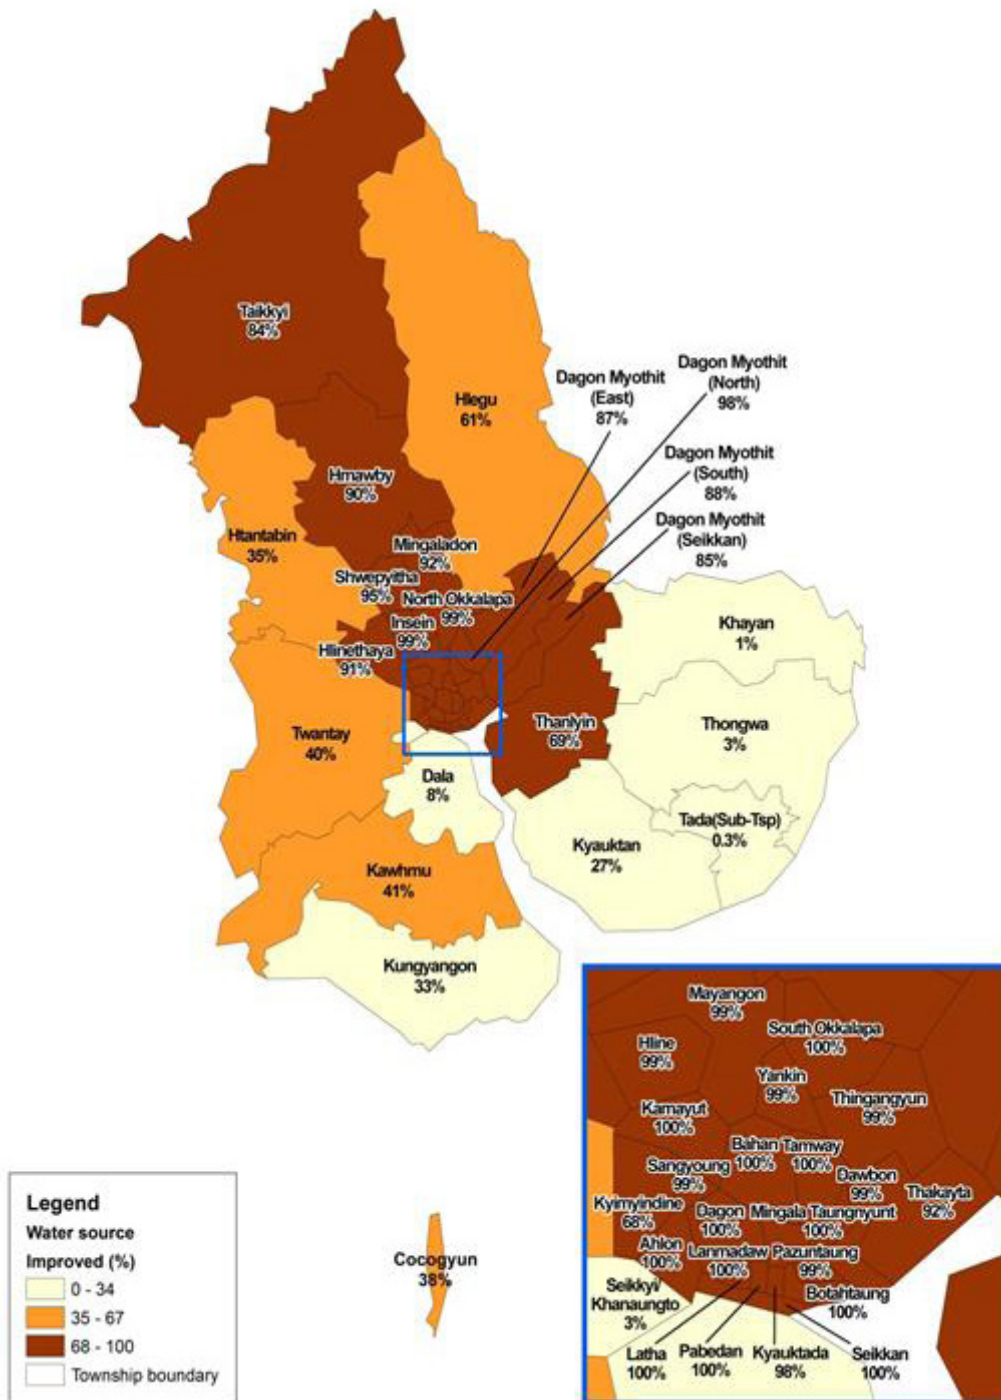 Taikkyi
84%
Hlegu
61%
Dagon Myothit
(East)
87%
Dagon Myothit
(North)
98%
Dagon Myothit
(South)
88%
Dagon Myothit
(Seikkan)
85%
Hmawby
90%
Htantabin
35%
Mingaladon
92%
Shwepyitha
95%
North Okkalapa
99%
Insein
99%
Hlinethaya
91%
Khayan
1%
Thongwa
3%
Thanlyin
69%
Twantay
40%
Dala
8%
Tada(Sub-Tsp)
0.3%
Kyauktan
27%
Kawhmu
41%
Kungyangon
33%
Cocogyun
38%
Mayangon
99%
South Okkalapa
100%
Hline
99%
Yankin
99%
Thingangyun
99%
Kamayut
100%
Bahan
100%
Tamway
100%
Sangyoung
99%
Dawbon
99%
Thakayta
92%
Kyimyindine
68%
Dagon
100%
Mingala Taungnyunt
100%
Ahlon
100%
Lanmadaw
100%
Pazuntaung
99%
Botahtaung
100%
Seikkyi/
Khanaungto
3%
Latha
100%
Pabedan
100%
Kyauktada
98%
Seikkan
100%
Legend
Water source
Improved (%)
0 - 34
35 - 67
68 - 100
Township boundary